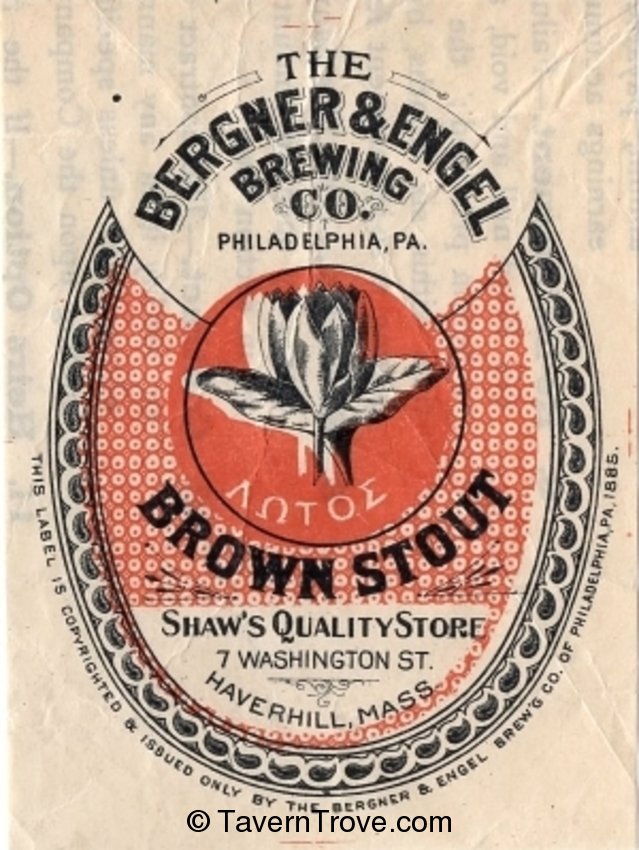 THE
BERGNER & ENGEL
BREWING
CO.
PHILADELPHIA, PA.
ΛΩΤΟΣ
BROWN STOUT
SHAW'S QUALITY STORE
7 WASHINGTON ST.
HAVERHILL, MASS
THIS LABEL IS COPYRIGHTED & ISSUED ONLY BY THE BERGNER & ENGEL BREW'G CO. OF PHILADELPHIA, PA, 1885.
© TavernTrove.com